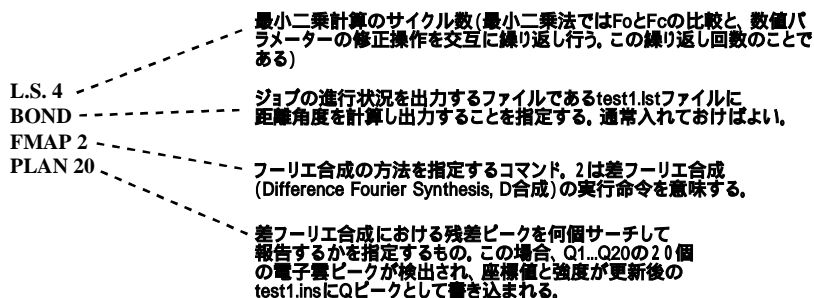 最小二乗計算のサイクル数(最小二乗法ではFoとFcの比較と、数値パ
ラメーターの修正操作を交互に繰り返し行う。この繰り返し回数のことで
ある)
L.S. 4
BOND
FMAP 2
PLAN 20
ジョブの進行状況を出力するファイルであるtest1.lstファイルに
距離角度を計算し出力することを指定する。通常入れておけばよい。
フーリエ合成の方法を指定するコマンド。2は差フーリエ合成
(Difference Fourier Synthesis, D合成)の実行命令を意味する。
差フーリエ合成における残差ピークを何個サーチして
報告するかを指定するもの。この場合、Q1...Q20の20個
の電子雲ピークが検出され、座標値と強度が更新後の
test1.insにQピークとして書き込まれる。